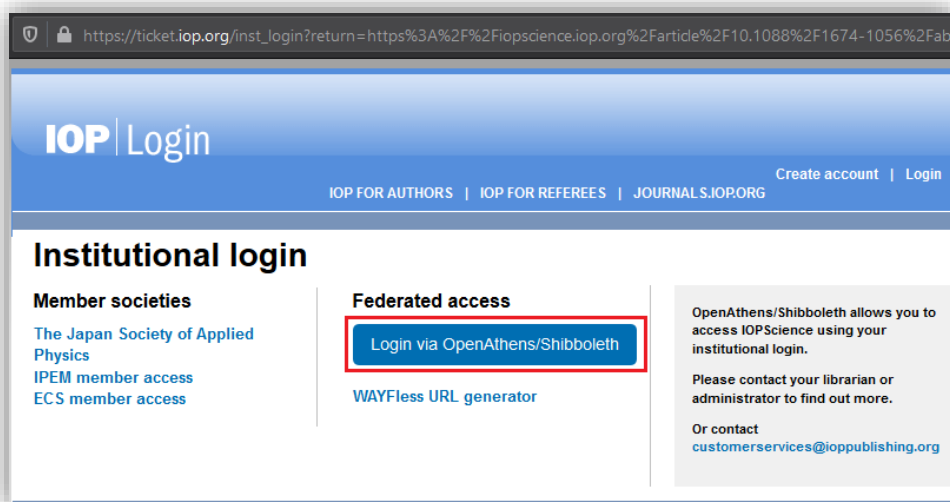 https://ticket.iop.org/inst_login?return=https%3A%2F%2Fiopscience.iop.org%2Farticle%2F10.1088%2F1674-1056%2Fab
IOP Login
Create account | Login
IOP FOR AUTHORS | IOP FOR REFEREES | JOURNALS.IOP.ORG
Institutional login
Member societies
The Japan Society of Applied
Physics
IPEM member access
ECS member access
Federated access
Login via OpenAthens/Shibboleth
WAYFless URL generator
OpenAthens/Shibboleth allows you to
access IOPScience using your
institutional login.
Please contact your librarian or
administrator to find out more.
Or contact
customerservices@ioppublishing.org